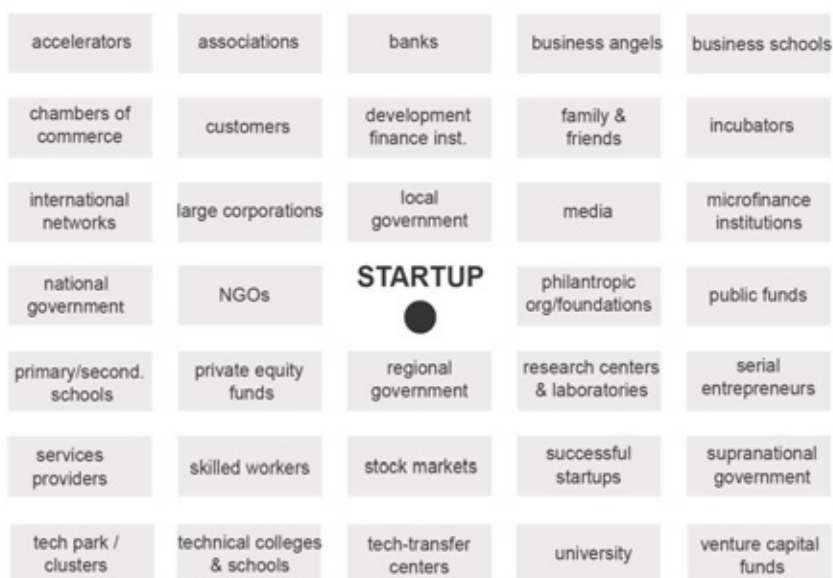 accelerators
associations
banks
business angels
business schools
chambers of
commerce
customers
development
finance inst.
family &
friends
incubators
international
networks
large corporations
local
government
media
microfinance
institutions
national
government
NGOs
STARTUP
philantropic
org/foundations
public funds
primary/second.
schools
private equity
funds
regional
government
research centers
& laboratories
serial
entrepreneurs
services
providers
skilled workers
stock markets
successful
startups
supranational
government
tech park /
clusters
technical colleges
& schools
tech-transfer
centers
university
venture capital
funds